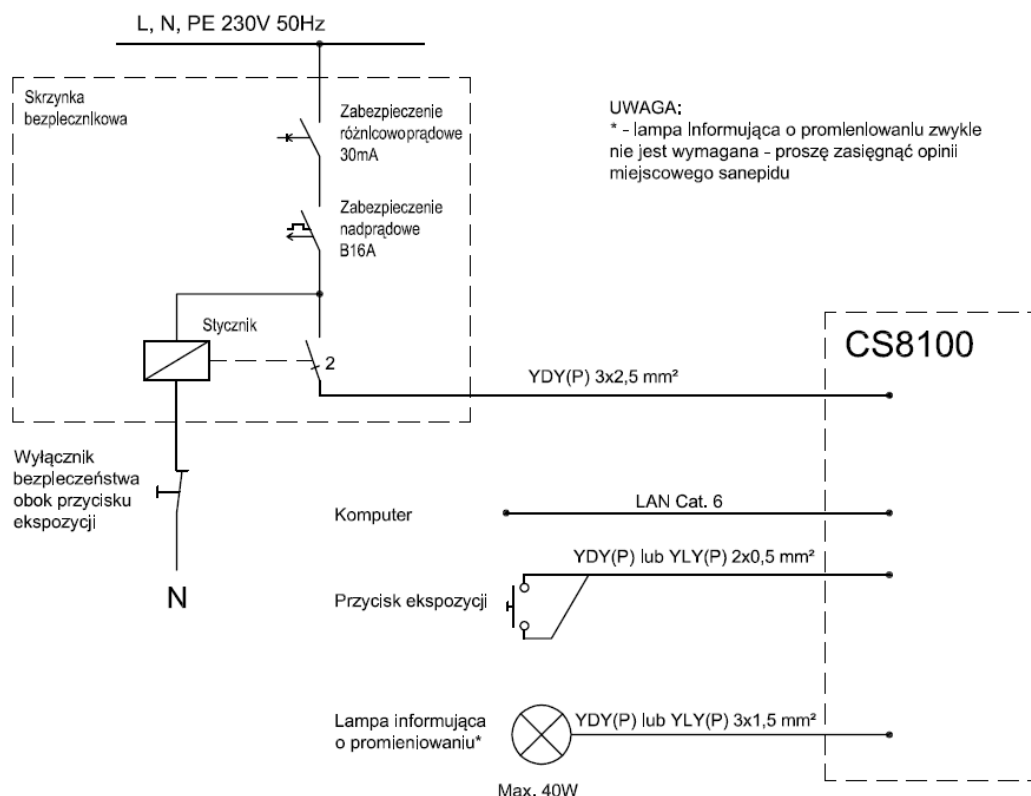 L, N, PE 230V 50Hz
Skrzynka
bezpiecznikowa
Zabezpieczenie
różnicowoprądowe
30mA
UWAGA:
* - lampa informująca o promieniowaniu zwykle
nie jest wymagana - proszę zasięgnąć opinii
miejscowego sanepidu
Zabezpieczenie
nadprądowe
B16A
Stycznik
2
CS8100
YDY(P) 3x2,5 mm²
Wyłącznik
bezpieczeństwa
obok przycisku
ekspozycji
Komputer
LAN Cat. 6
YDY(P) lub YLY(P) 2x0,5 mm²
N
Przycisk ekspozycji
Lampa informująca
o promieniowaniu*
YDY(P) lub YLY(P) 3x1,5 mm²
Max. 40W